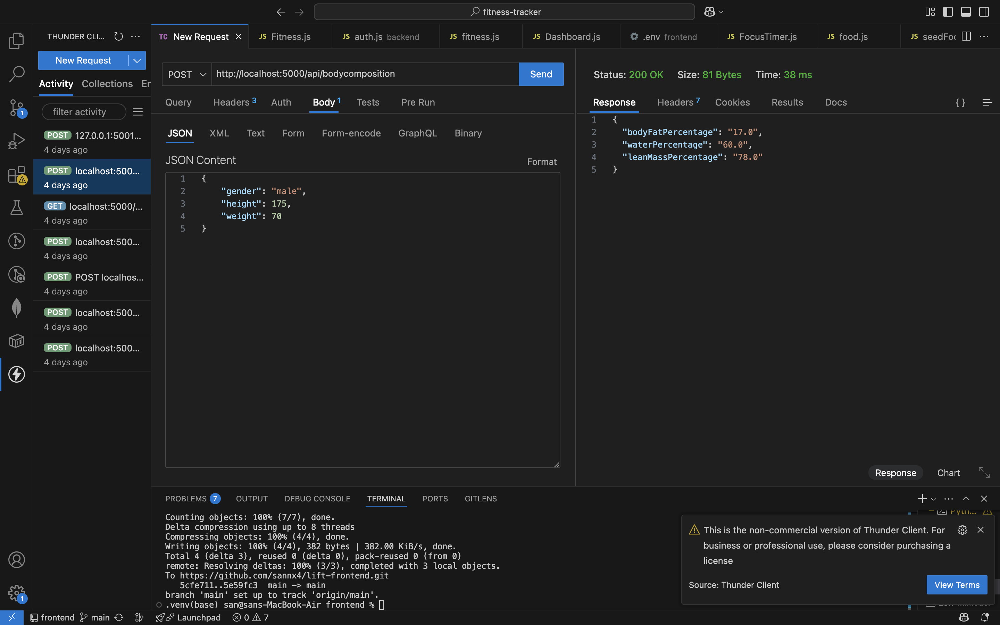 fitness-tracker
THUNDER CLI...
New Request
Activity Collections Er
filter activity
POST 127.0.0.1:5001...
4 days ago
POST localhost:500...
4 days ago
GET localhost:5000/...
4 days ago
POST localhost:500...
4 days ago
POST POST localhos...
4 days ago
POST localhost:500...
4 days ago
POST localhost:500...
4 days ago
TC New Request
JS Fitness.js
JS auth.js backend
JS fitness.js
JS Dashboard.js
.env frontend
JS FocusTimer.js
JS food.js
JS seedFoo
POST http://localhost:5000/api/bodycomposition Send
Query Headers 3 Auth Body 1 Tests Pre Run
JSON XML Text Form Form-encode GraphQL Binary
JSON Content Format
1 {
2 "gender": "male",
3 "height": 175,
4 "weight": 70
5 }
Status: 200 OK Size: 81 Bytes Time: 38 ms
Response Headers 7 Cookies Results Docs {}
1 {
2 "bodyFatPercentage": "17.0",
3 "waterPercentage": "60.0",
4 "leanMassPercentage": "78.0"
5 }
Response Chart
PROBLEMS 7 OUTPUT DEBUG CONSOLE TERMINAL PORTS GITLENS
Counting objects: 100% (7/7), done.
Delta compression using up to 8 threads
Compressing objects: 100% (4/4), done.
Writing objects: 100% (4/4), 382 bytes | 382.00 KiB/s, done.
Total 4 (delta 3), reused 0 (delta 0), pack-reused 0 (from 0)
remote: Resolving deltas: 100% (3/3), completed with 3 local objects.
To https://github.com/sannx4/lift-frontend.git
5cfe711..5e59fc3 main -> main
branch 'main' set up to track 'origin/main'.
.venv(base) san@sans-MacBook-Air frontend %
This is the non-commercial version of Thunder Client. For
business or professional use, please consider purchasing a
license
Source: Thunder Client View Terms
1
1
frontend main Launchpad 0 7